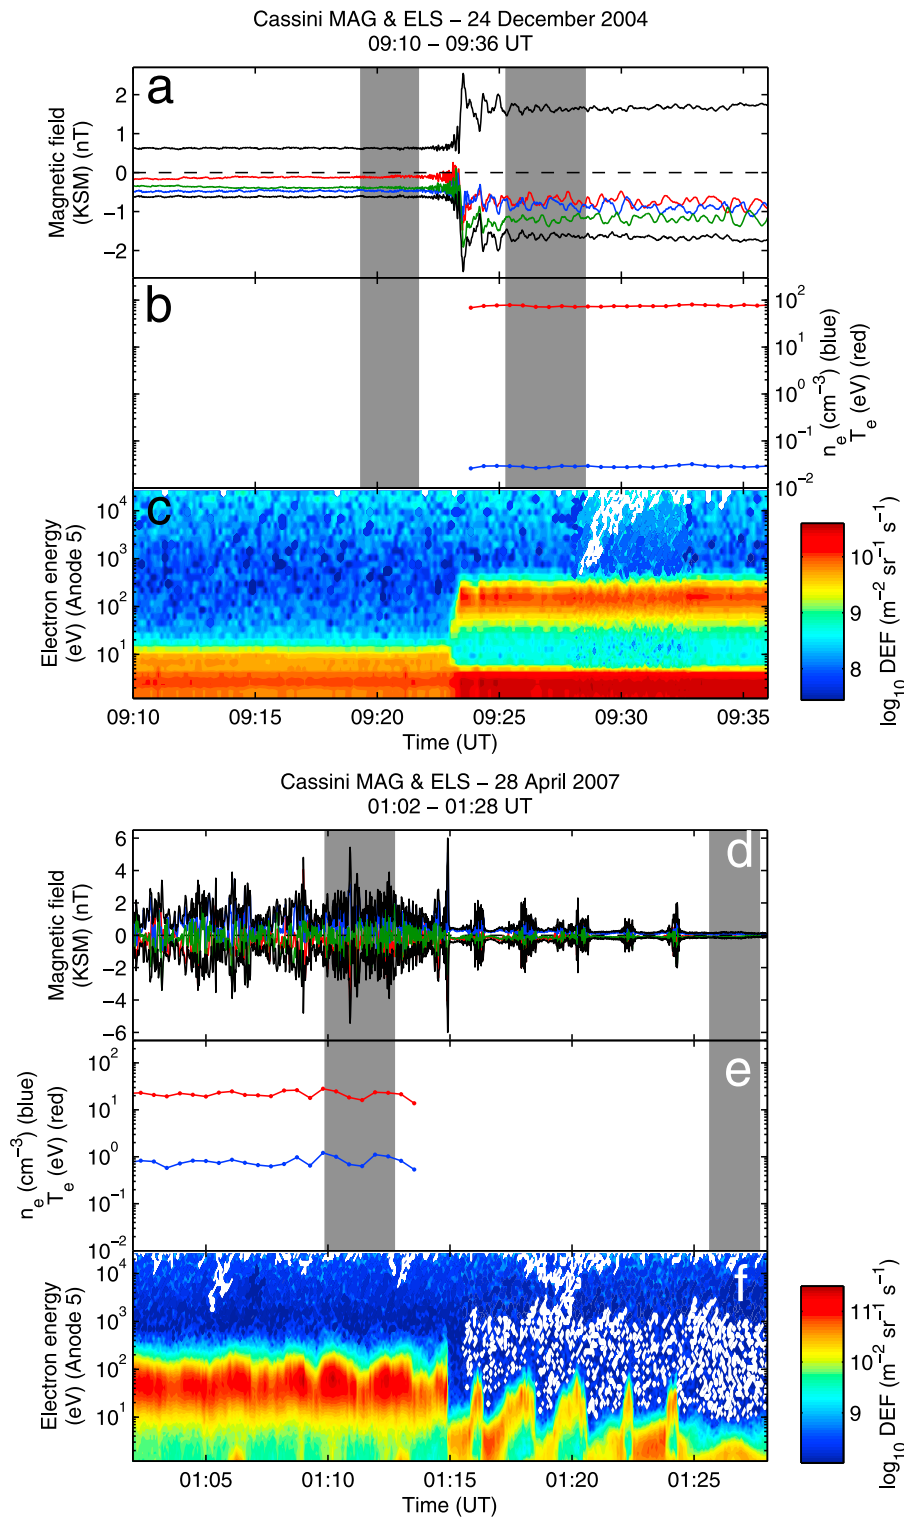 Cassini MAG & ELS – 24 December 2004
09:10 – 09:36 UT
a
Magnetic field
(KSM) (nT)
2
1
0
−1
−2
b
10²
10¹
10⁰
10⁻¹
10⁻²
nₑ (cm⁻³) (blue)
Tₑ (eV) (red)
c
Electron energy
(eV) (Anode 5)
10⁴
10³
10²
10¹
10
9
8
log₁₀ DEF (m⁻² sr⁻¹ s⁻¹)
09:10 09:15 09:20 09:25 09:30 09:35
Time (UT)
Cassini MAG & ELS – 28 April 2007
01:02 – 01:28 UT
d
Magnetic field
(KSM) (nT)
6
4
2
0
−2
−4
−6
e
nₑ (cm⁻³) (blue)
Tₑ (eV) (red)
10²
10¹
10⁰
10⁻¹
10⁻²
f
Electron energy
(eV) (Anode 5)
10⁴
10³
10²
10¹
11
10
9
log₁₀ DEF (m⁻² sr⁻¹ s⁻¹)
01:05 01:10 01:15 01:20 01:25
Time (UT)